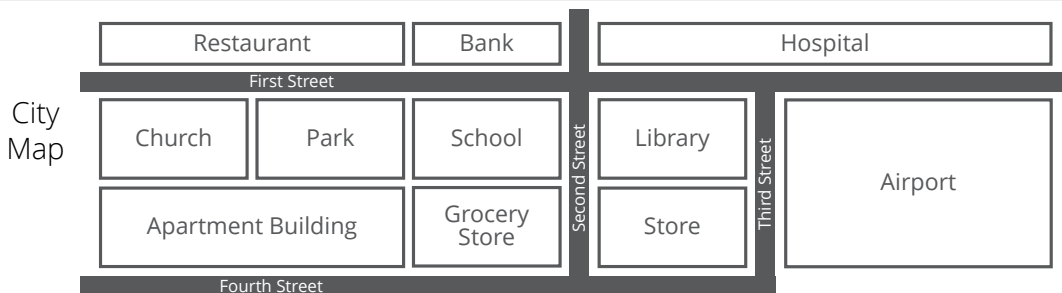 Restaurant
Bank
Hospital
First Street
City
Map
Church
Park
School
Second Street
Library
Third Street
Airport
Apartment Building
Grocery
Store
Store
Fourth Street